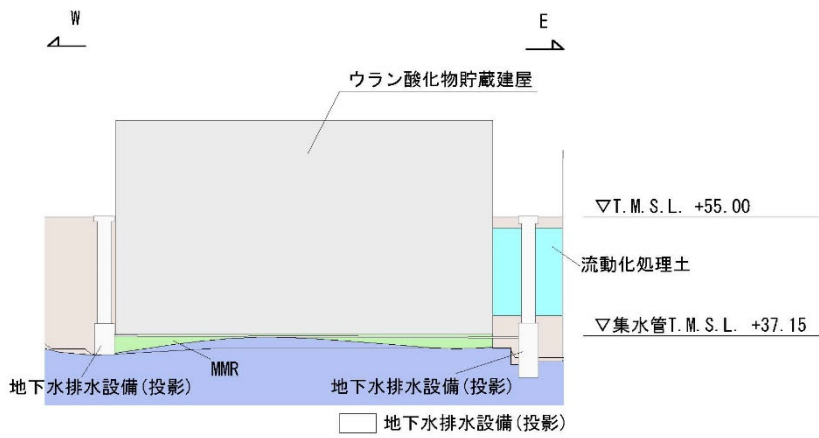 W
E
ウラン酸化物貯蔵建屋
▽T.M.S.L. +55.00
流動化処理土
▽集水管T.M.S.L. +37.15
MMR
地下水排水設備(投影)
地下水排水設備(投影)
地下水排水設備(投影)